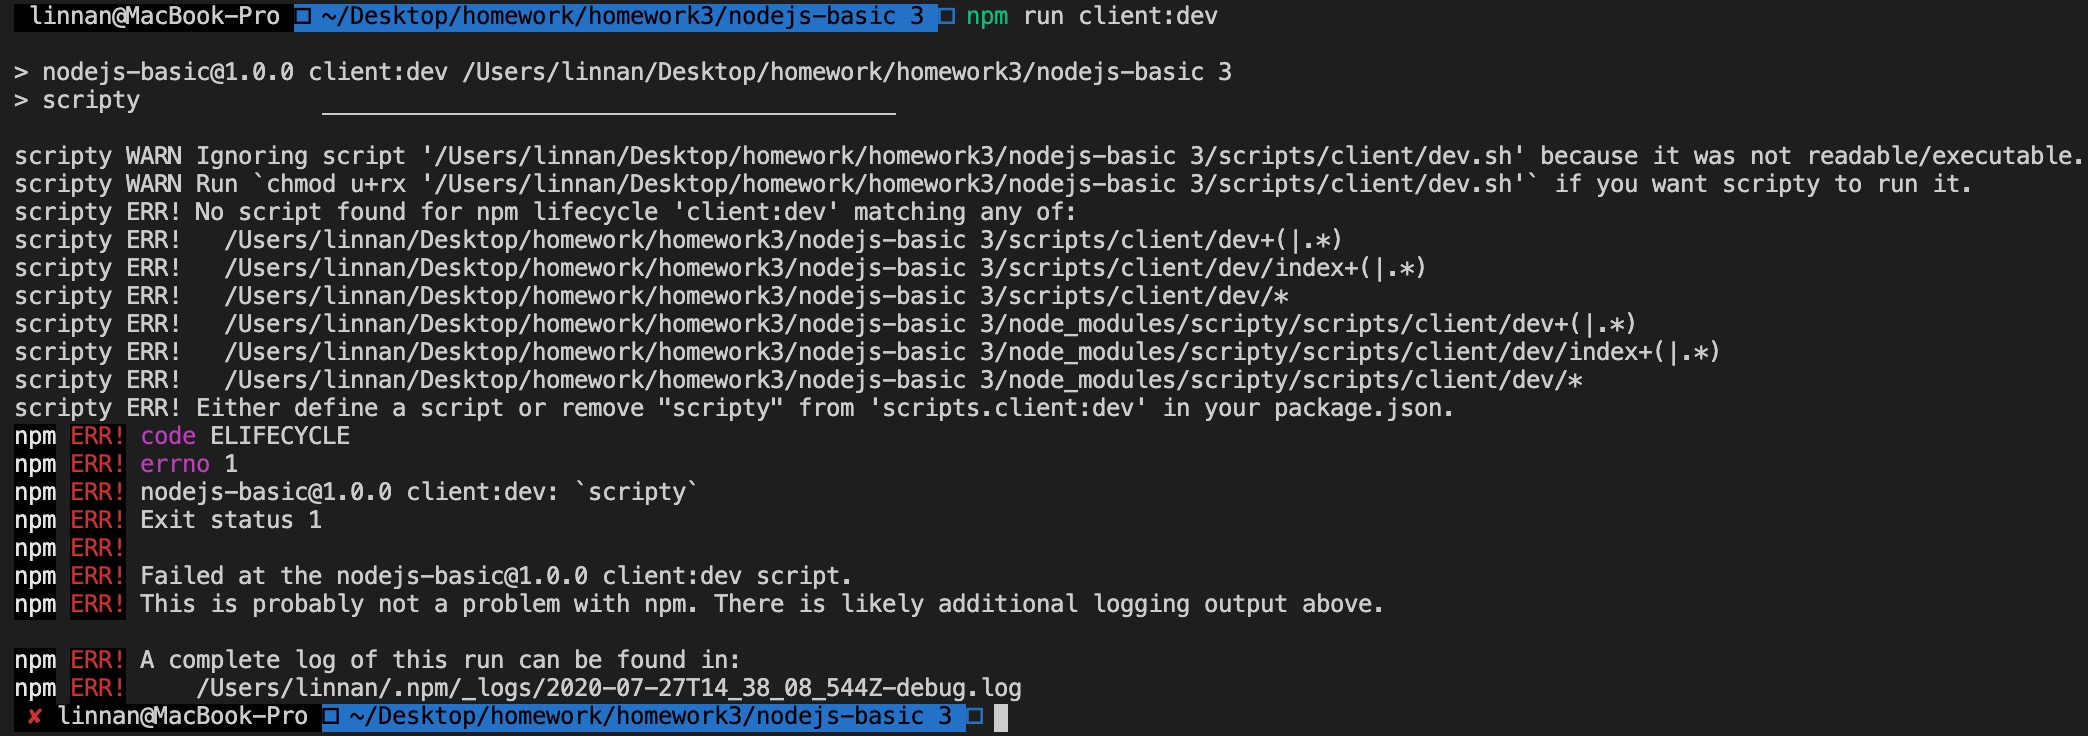 linnan@MacBook-Pro ~/Desktop/homework/homework3/nodejs-basic 3 npm run client:dev
> nodejs-basic@1.0.0 client:dev /Users/linnan/Desktop/homework/homework3/nodejs-basic 3
> scripty
scripty WARN Ignoring script '/Users/linnan/Desktop/homework/homework3/nodejs-basic 3/scripts/client/dev.sh' because it was not readable/executable.
scripty WARN Run `chmod u+rx '/Users/linnan/Desktop/homework/homework3/nodejs-basic 3/scripts/client/dev.sh'` if you want scripty to run it.
scripty ERR! No script found for npm lifecycle 'client:dev' matching any of:
scripty ERR!   /Users/linnan/Desktop/homework/homework3/nodejs-basic 3/scripts/client/dev+(|.*)
scripty ERR!   /Users/linnan/Desktop/homework/homework3/nodejs-basic 3/scripts/client/dev/index+(|.*)
scripty ERR!   /Users/linnan/Desktop/homework/homework3/nodejs-basic 3/scripts/client/dev/*
scripty ERR!   /Users/linnan/Desktop/homework/homework3/nodejs-basic 3/node_modules/scripty/scripts/client/dev+(|.*)
scripty ERR!   /Users/linnan/Desktop/homework/homework3/nodejs-basic 3/node_modules/scripty/scripts/client/dev/index+(|.*)
scripty ERR!   /Users/linnan/Desktop/homework/homework3/nodejs-basic 3/node_modules/scripty/scripts/client/dev/*
scripty ERR! Either define a script or remove "scripty" from 'scripts.client:dev' in your package.json.
npm ERR! code ELIFECYCLE
npm ERR! errno 1
npm ERR! nodejs-basic@1.0.0 client:dev: `scripty`
npm ERR! Exit status 1
npm ERR!
npm ERR! Failed at the nodejs-basic@1.0.0 client:dev script.
npm ERR! This is probably not a problem with npm. There is likely additional logging output above.
npm ERR! A complete log of this run can be found in:
npm ERR!     /Users/linnan/.npm/_logs/2020-07-27T14_38_08_544Z-debug.log
✘ linnan@MacBook-Pro ~/Desktop/homework/homework3/nodejs-basic 3